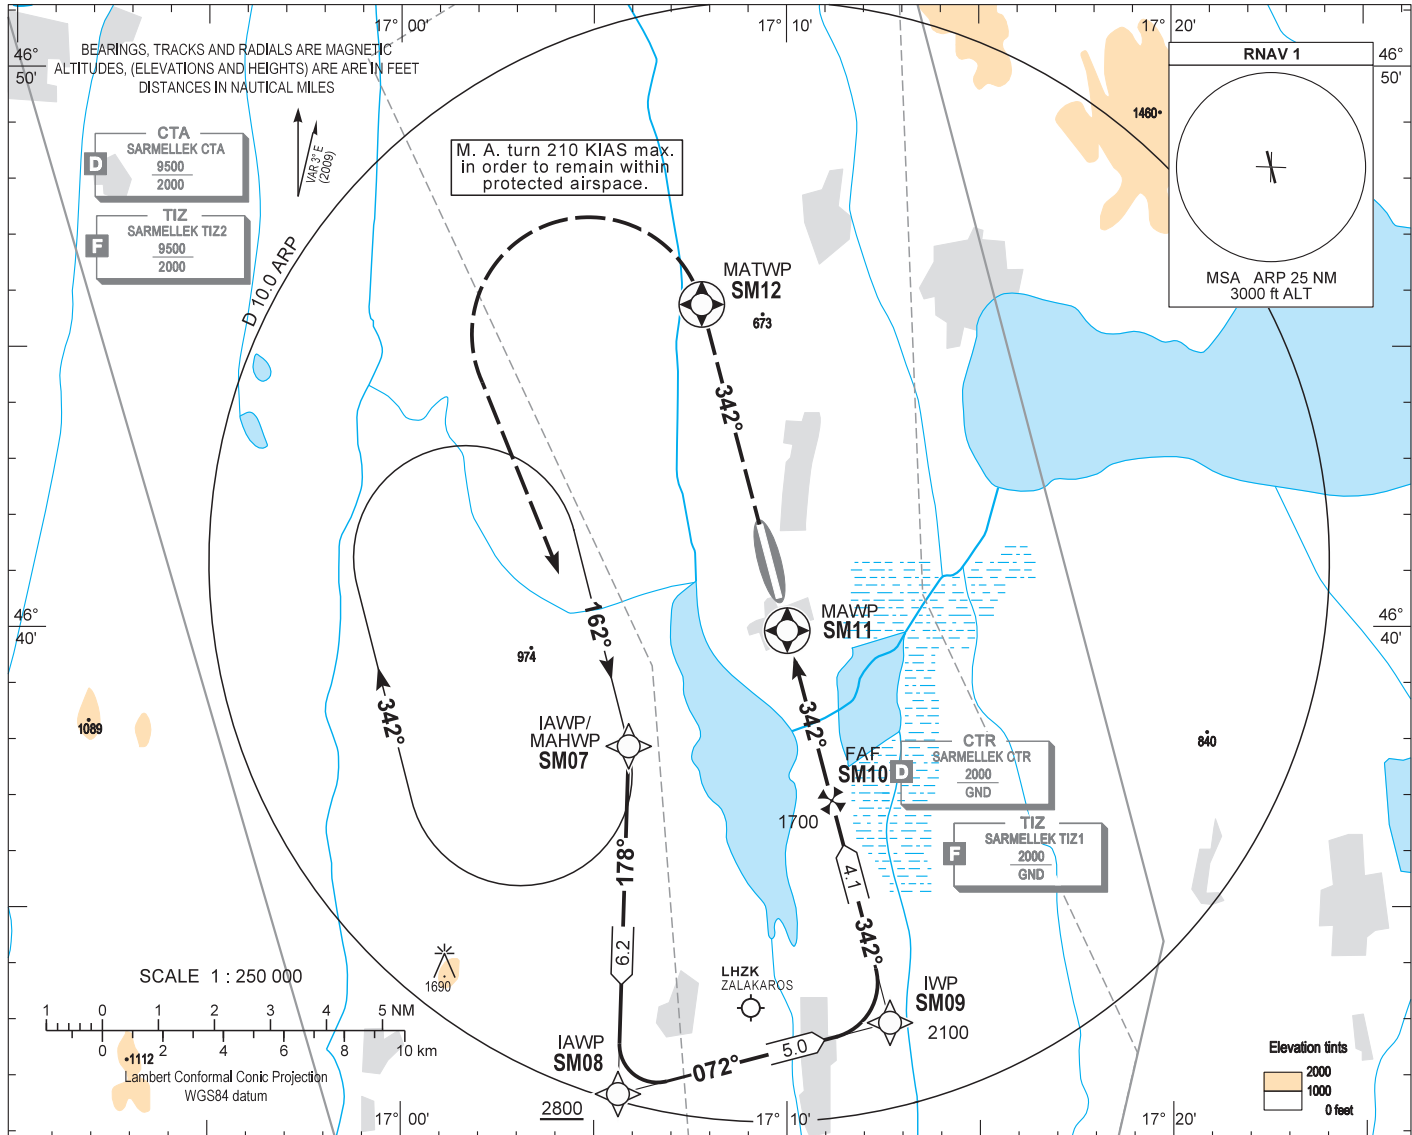 17° 00'
17° 10'
17° 20'
46°
50'
46°
50'
BEARINGS, TRACKS AND RADIALS ARE MAGNETIC
ALTITUDES, (ELEVATIONS AND HEIGHTS) ARE ARE IN FEET
DISTANCES IN NAUTICAL MILES
VAR 3° E
(2009)
CTA
SARMELLEK CTA
D
9500
2000
TIZ
SARMELLEK TIZ2
F
9500
2000
D 10.0 ARP
M. A. turn 210 KIAS max.
in order to remain within
protected airspace.
1460
RNAV 1
MSA ARP 25 NM
3000 ft ALT
MATWP
SM12
673
342°
MAWP
SM11
46°
40'
46°
40'
162°
974
342°
1089
IAWP/
MAHWP
SM07
342°
FAF
SM10
1700
CTR
SARMELLEK CTR
D
2000
GND
840
TIZ
SARMELLEK TIZ1
F
2000
GND
178°
4.1
342°
6.2
1690
LHZK
ZALAKAROS
IWP
SM09
2100
SCALE 1 : 250 000
1 0 1 2 3 4 5 NM
0 2 4 6 8 10 km
1112
Lambert Conformal Conic Projection
WGS84 datum
IAWP
SM08
2800
072°
5.0
Elevation tints
2000
1000
0 feet
17° 00'
17° 10'
17° 20'